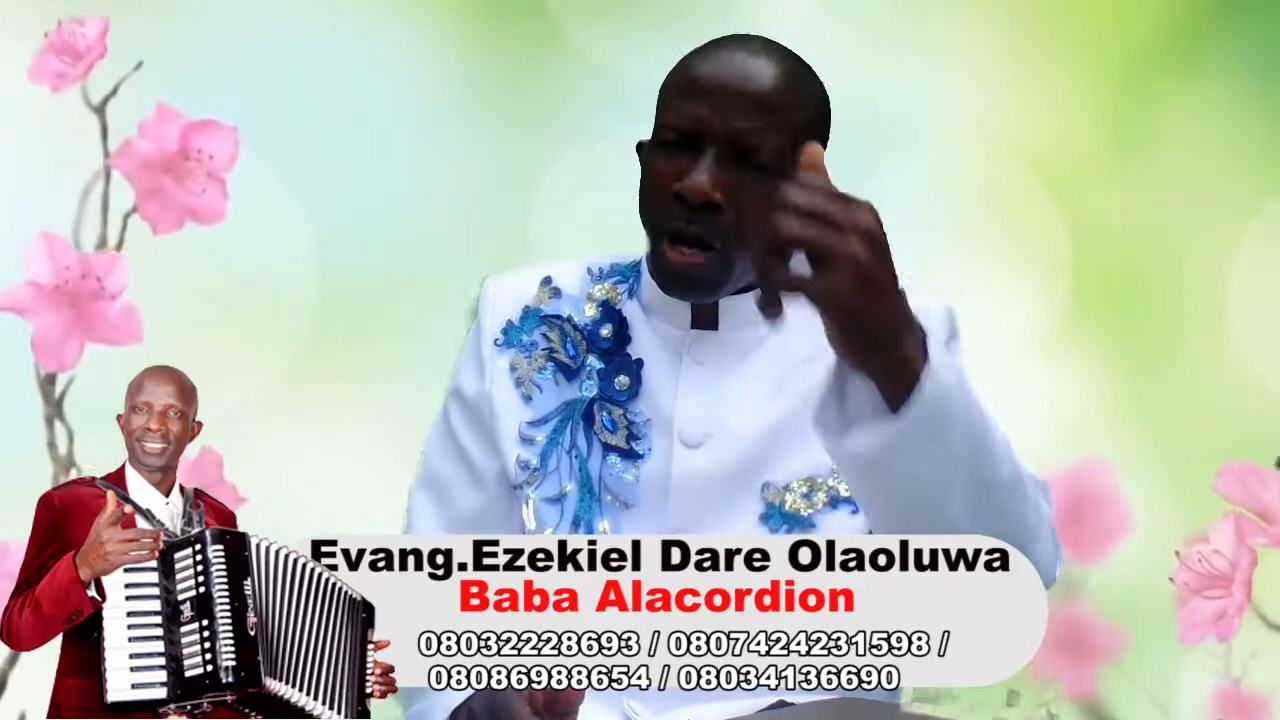 Evang.Ezekiel Dare Olaoluwa
Baba Alacordion
08032228693 / 0807424231598 /
08086988654 / 08034136690